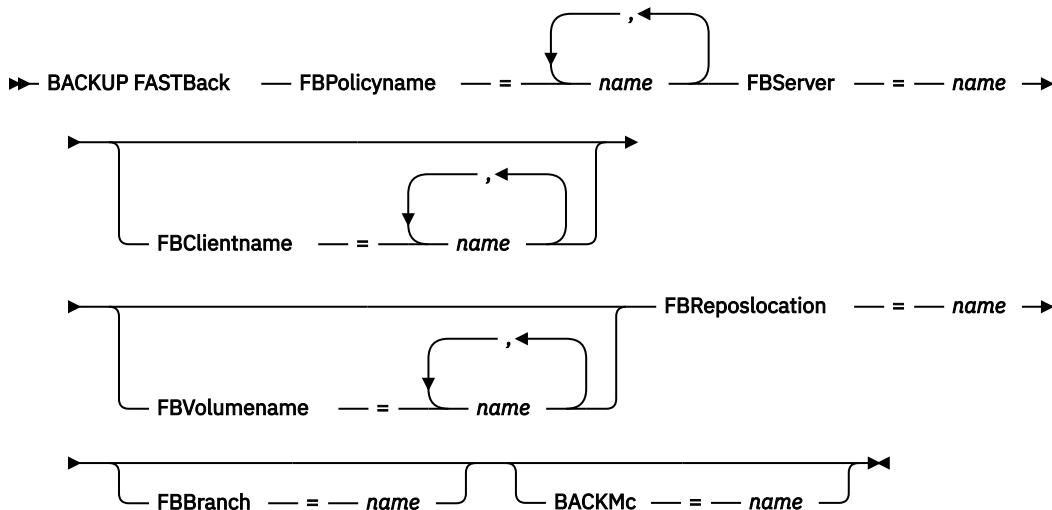 ,
BACKUP FASTBack FBPolicyname = name FBServer = name
,
FBClientname = name
FBReposlocation = name
,
FBVolumename = name
FBBranch = name BACKMc = name